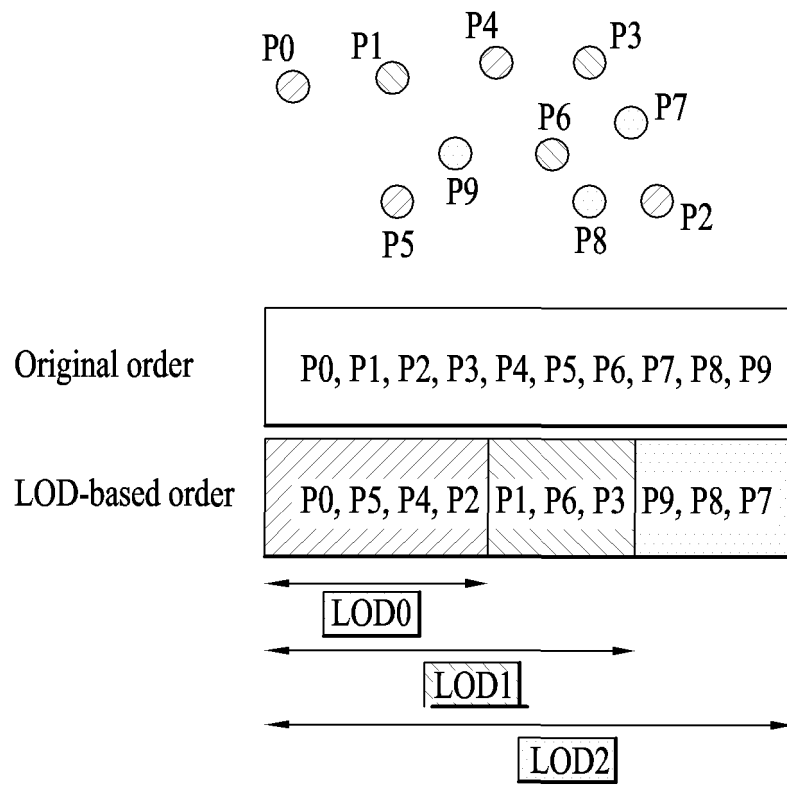 P0
P1
P4
P3
P7
P6
P9
P5
P8
P2
Original order
P0, P1, P2, P3, P4, P5, P6, P7, P8, P9
LOD-based order
P0, P5, P4, P2
P1, P6, P3
P9, P8, P7
LOD0
LOD1
LOD2